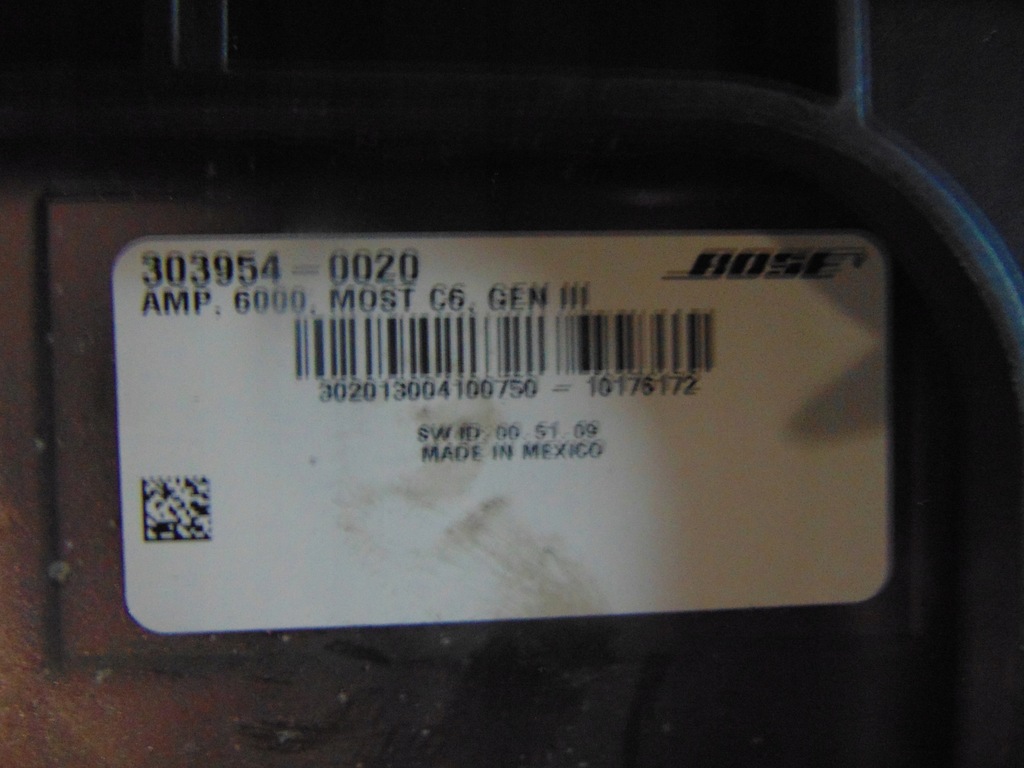 303954-0020
BOSE
AMP, 6000, MOST C6, GEN III
302013004100750 - 10176172
SW ID: 00.51.09
MADE IN MEXICO